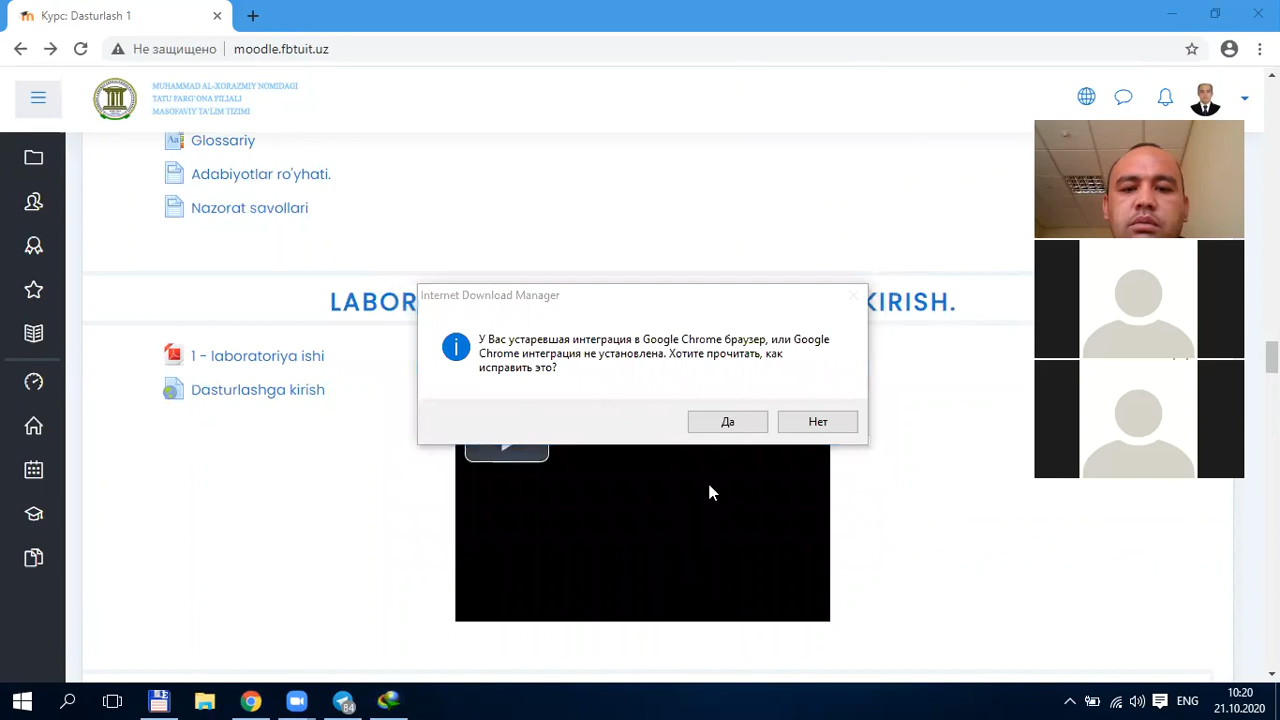 Курс: Dasturlash 1
Не защищено
moodle.fbtuit.uz
MUHAMMAD AL-XORAZMIY NOMIDAGI
TATU FARG'ONA FILIALI
MASOFAVIY TA'LIM TIZIMI
Glossariy
Adabiyotlar ro'yhati.
Nazorat savollari
LABOR
KIRISH.
Internet Download Manager
У Вас устаревшая интеграция в Google Chrome браузер, или Google
Chrome интеграция не установлена. Хотите прочитать, как
исправить это?
Да
Нет
1 - laboratoriya ishi
Dasturlashga kirish
84
ENG
10:20
21.10.2020